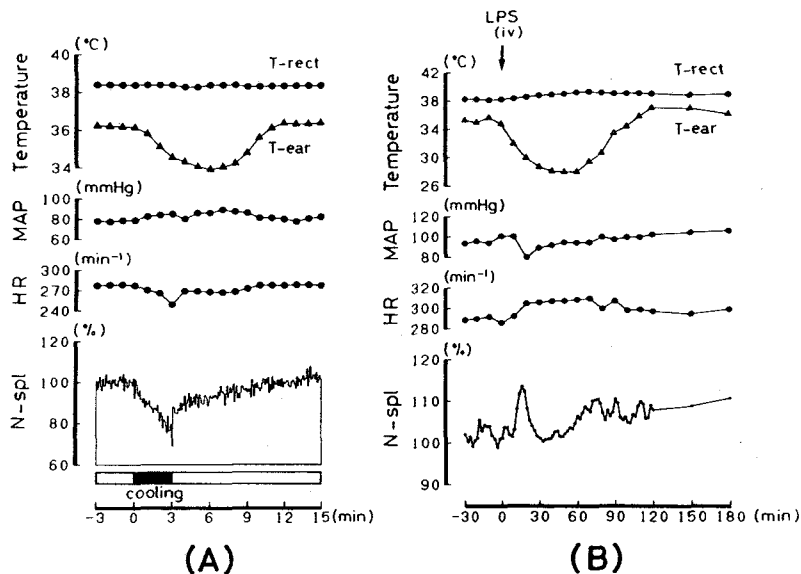 (°C)
40
38
36
34
Temperature
T-rect
T-ear
(mmHg)
100
80
60
MAP
(min⁻¹)
300
270
240
HR
(%)
120
100
80
60
N-spl
cooling
-3 0 3 6 9 12 15 (min)
(A)
LPS
(iv)
(°C)
42
38
34
30
26
Temperature
T-rect
T-ear
(mmHg)
120
100
80
MAP
(min⁻¹)
340
320
300
280
HR
(%)
120
110
100
90
N-spl
-30 0 30 60 90 120 150 180 (min)
(B)